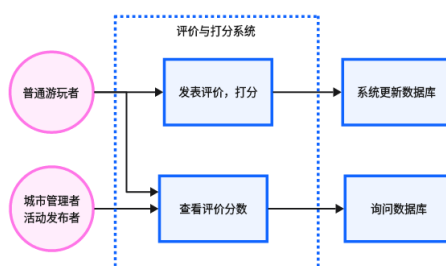 评价与打分系统
普通游玩者
发表评价，打分
系统更新数据库
城市管理者
活动发布者
查看评价分数
询问数据库